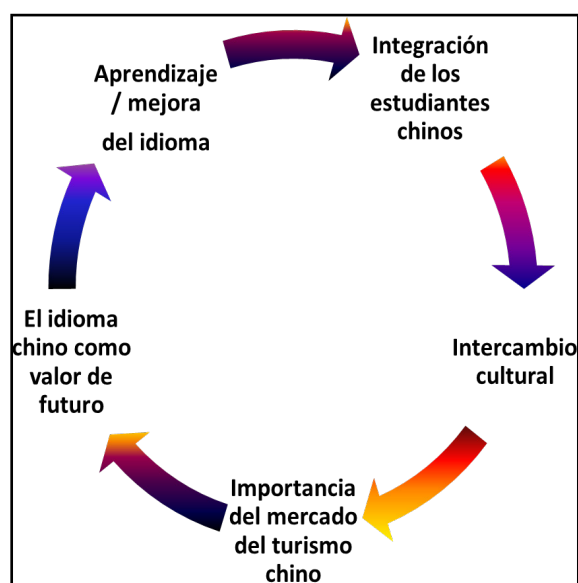 Aprendizaje
/ mejora
del idioma
Integración
de los
estudiantes
chinos
Intercambio
cultural
Importancia
del mercado
del turismo
chino
El idioma
chino como
valor de
futuro